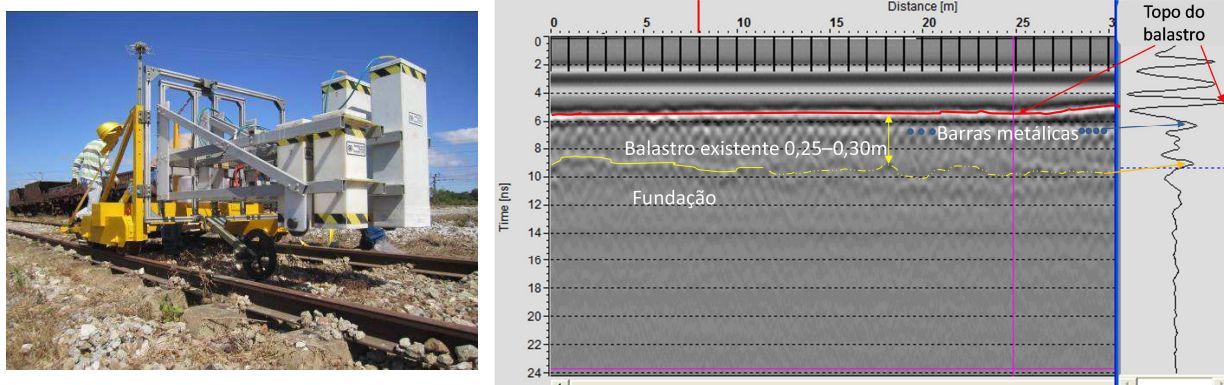 Distance [m]
0 5 10 20 25 3
Topo do
balastro
Time [ns]
0
2
4
6
8
10
12
14
16
18
20
22
24
Barras metálicas
Balastro existente 0,25–0,30m
Fundação